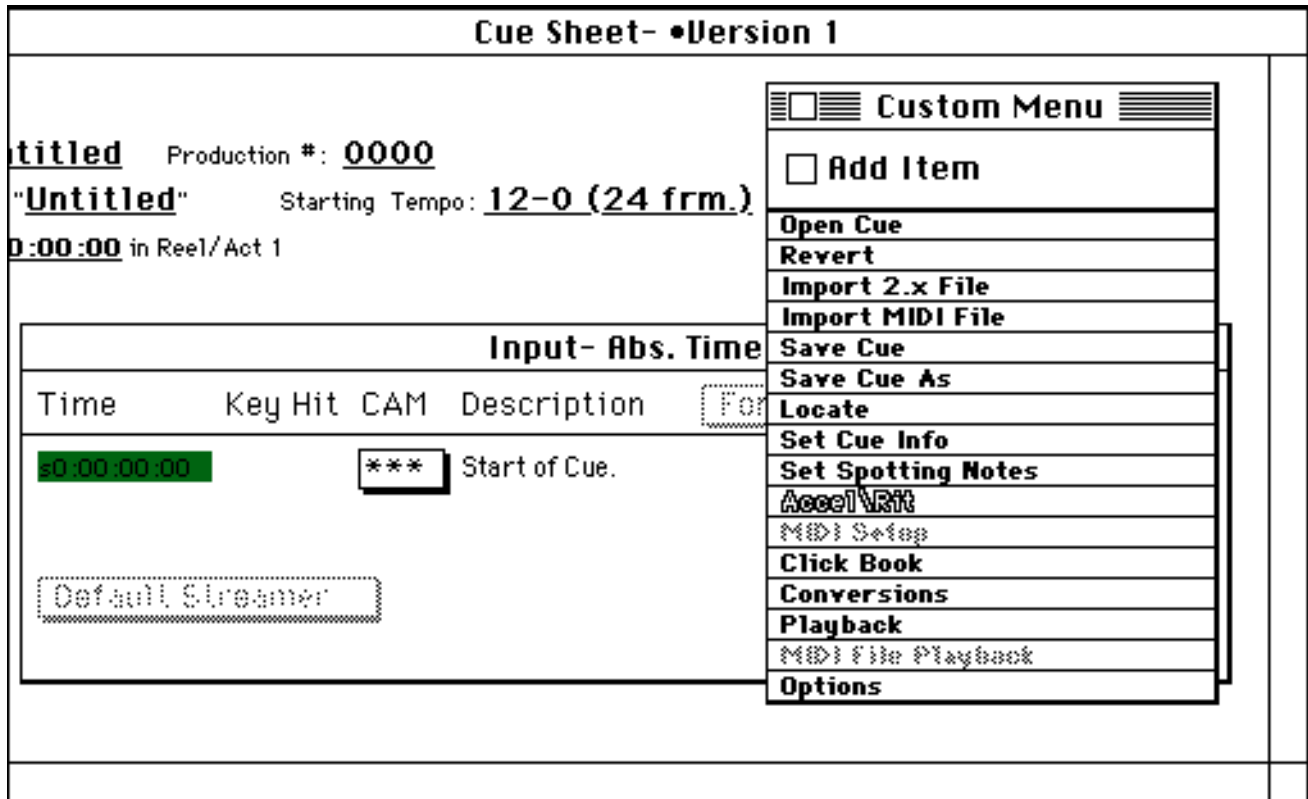 Cue Sheet- •Version 1
Custom Menu
Add Item
ntitled Production #: 0000
"Untitled" Starting Tempo: 12-0 (24 frm.)
0:00:00 in Reel/Act 1
Open Cue
Revert
Import 2.x File
Import MIDI File
Save Cue
Save Cue As
Locate
Set Cue Info
Set Spotting Notes
Accel\Rit
MIDI Setup
Click Book
Conversions
Playback
MIDI File Playback
Options
Input- Abs. Time
Time Key Hit CAM Description For
s0:00:00:00 *** Start of Cue.
Default Streamer